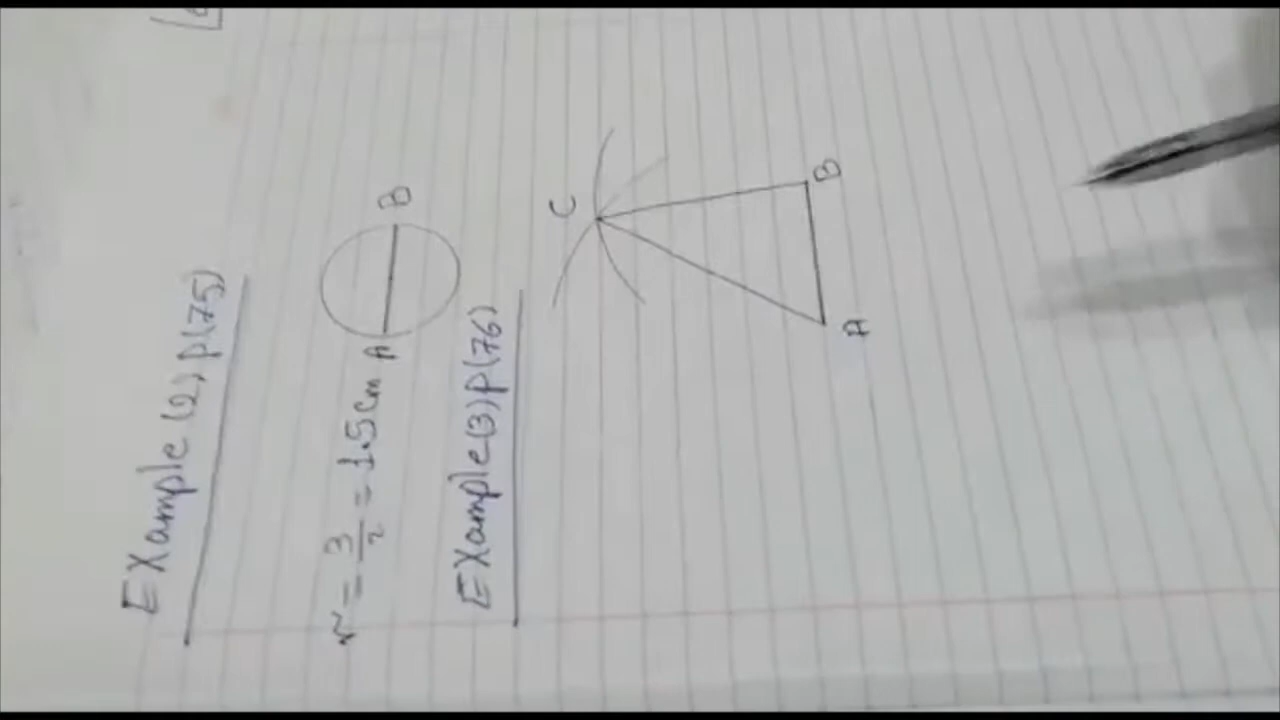 Example (2) P(75)
r = 3/2 = 1.5 cm
A B
Example (3) P(76)
C
A B